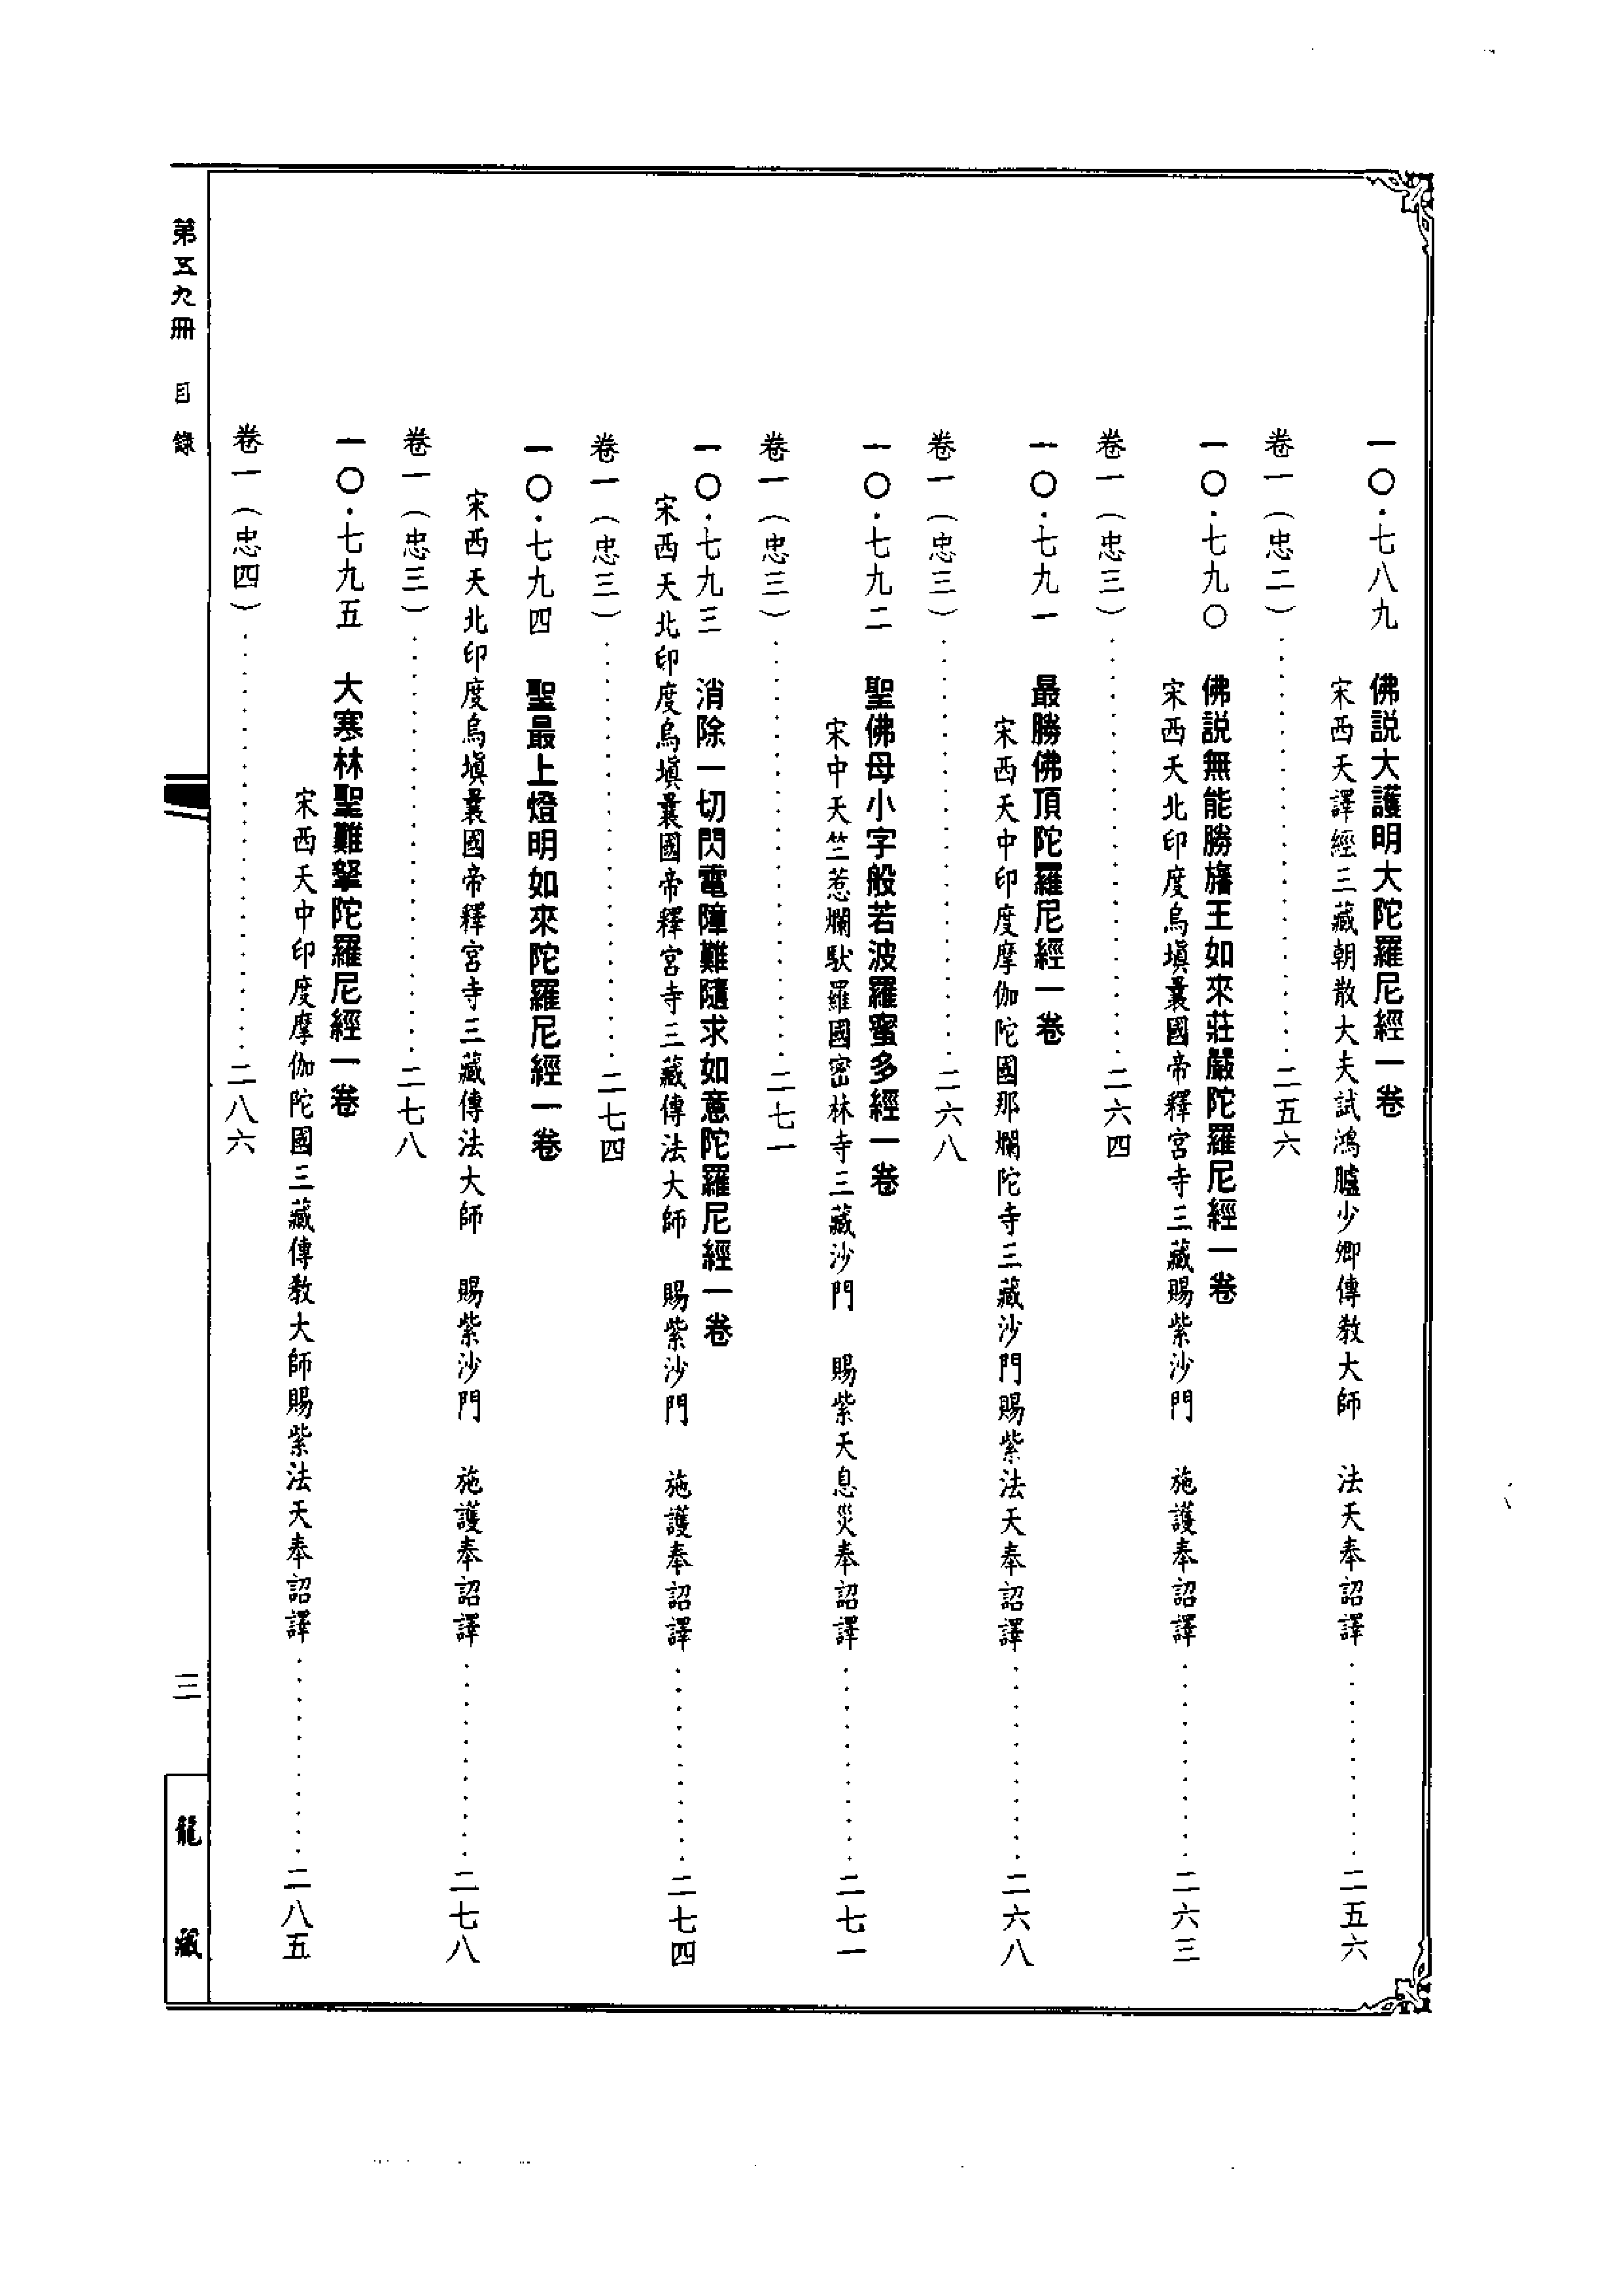 一〇·七八九　佛説大護明大陀羅尼經一卷
宋西天譯經三藏朝散大夫試鴻臚少卿傳教大師　法天奉詔譯…………二五六
卷一（忠二）…………二五六
一〇·七九〇　佛説無能勝旛王如來莊嚴陀羅尼經一卷
宋西天北印度烏塡曩國帝釋宮寺三藏賜紫沙門　施護奉詔譯…………二六三
卷一（忠三）…………二六四
一〇·七九一　最勝佛頂陀羅尼經一卷
宋西天中印度摩伽陀國那爛陀寺三藏沙門賜紫法天奉詔譯…………二六八
卷一（忠三）…………二六八
一〇·七九二　聖佛母小字般若波羅蜜多經一卷
宋中天竺惹爛馱羅國密林寺三藏沙門　賜紫天息災奉詔譯…………二七一
卷一（忠三）…………二七一
一〇·七九三　消除一切閃電障難隨求如意陀羅尼經一卷
宋西天北印度烏塡曩國帝釋宮寺三藏傳法大師　賜紫沙門　施護奉詔譯…………二七四
卷一（忠三）…………二七四
一〇·七九四　聖最上燈明如來陀羅尼經一卷
宋西天北印度烏塡曩國帝釋宮寺三藏傳法大師　賜紫沙門　施護奉詔譯…………二七八
卷一（忠三）…………二七八
一〇·七九五　大寒林聖難拏陀羅尼經一卷
宋西天中印度摩伽陀國三藏傳教大師賜紫法天奉詔譯…………二八五
卷一（忠四）…………二八六
第五九冊　目錄
三
龍藏